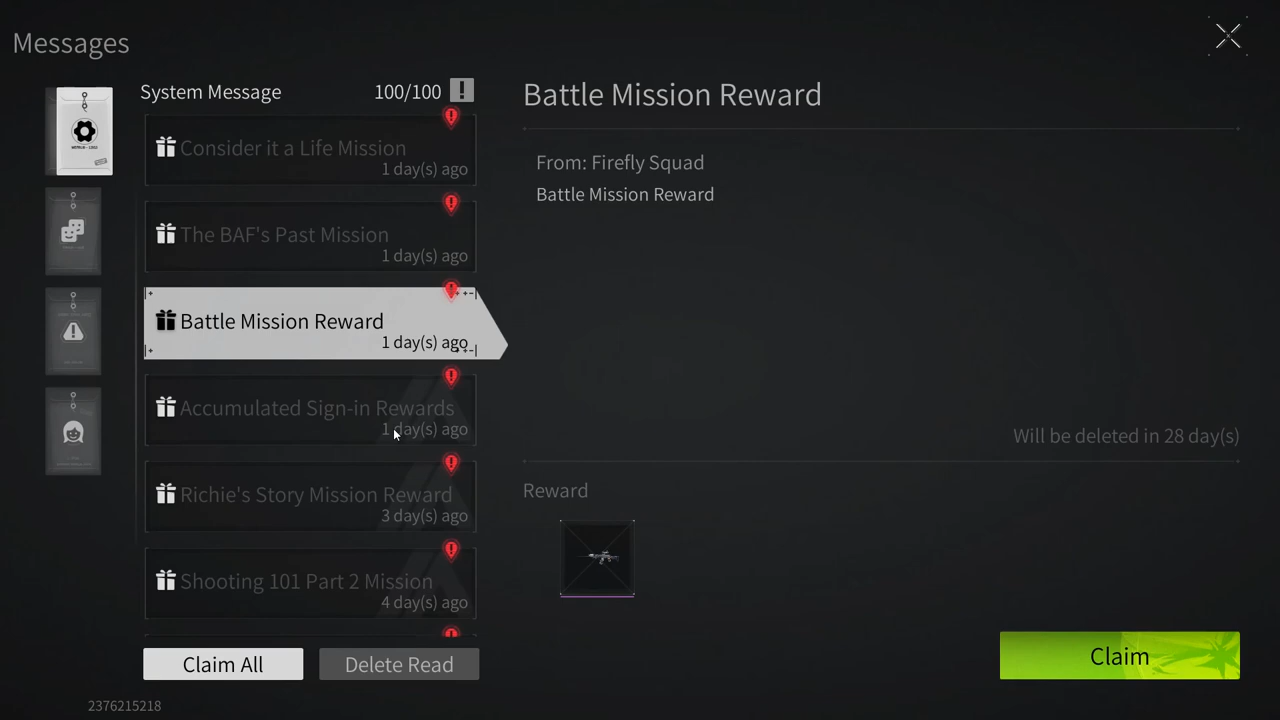 Messages
System Message 100/100
Consider it a Life Mission
1 day(s) ago
The BAF's Past Mission
1 day(s) ago
Battle Mission Reward
1 day(s) ago
Accumulated Sign-in Rewards
1 day(s) ago
Richie's Story Mission Reward
3 day(s) ago
Shooting 101 Part 2 Mission
4 day(s) ago
Claim All
Delete Read
2376215218
Battle Mission Reward
From: Firefly Squad
Battle Mission Reward
Will be deleted in 28 day(s)
Reward
Claim